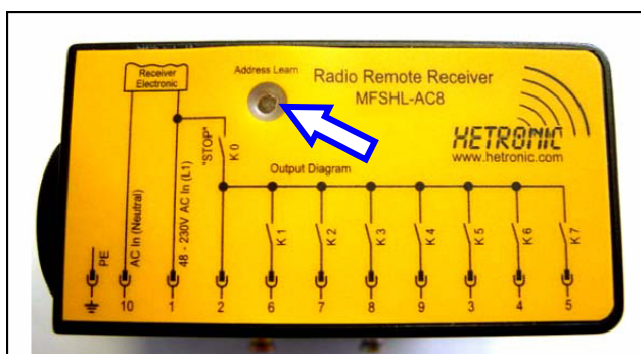 Receiver
Electronic
Address Learn
Radio Remote Receiver
MFSHL-AC8
HETRONIC
www.hetronic.com
"STOP"
K 0
Output Diagram
PE
AC In (Neutral)
48 - 230V AC In (L1)
K 1
K 2
K 3
K 4
K 5
K 6
K 7
10 1 2 6 7 8 9 3 4 5